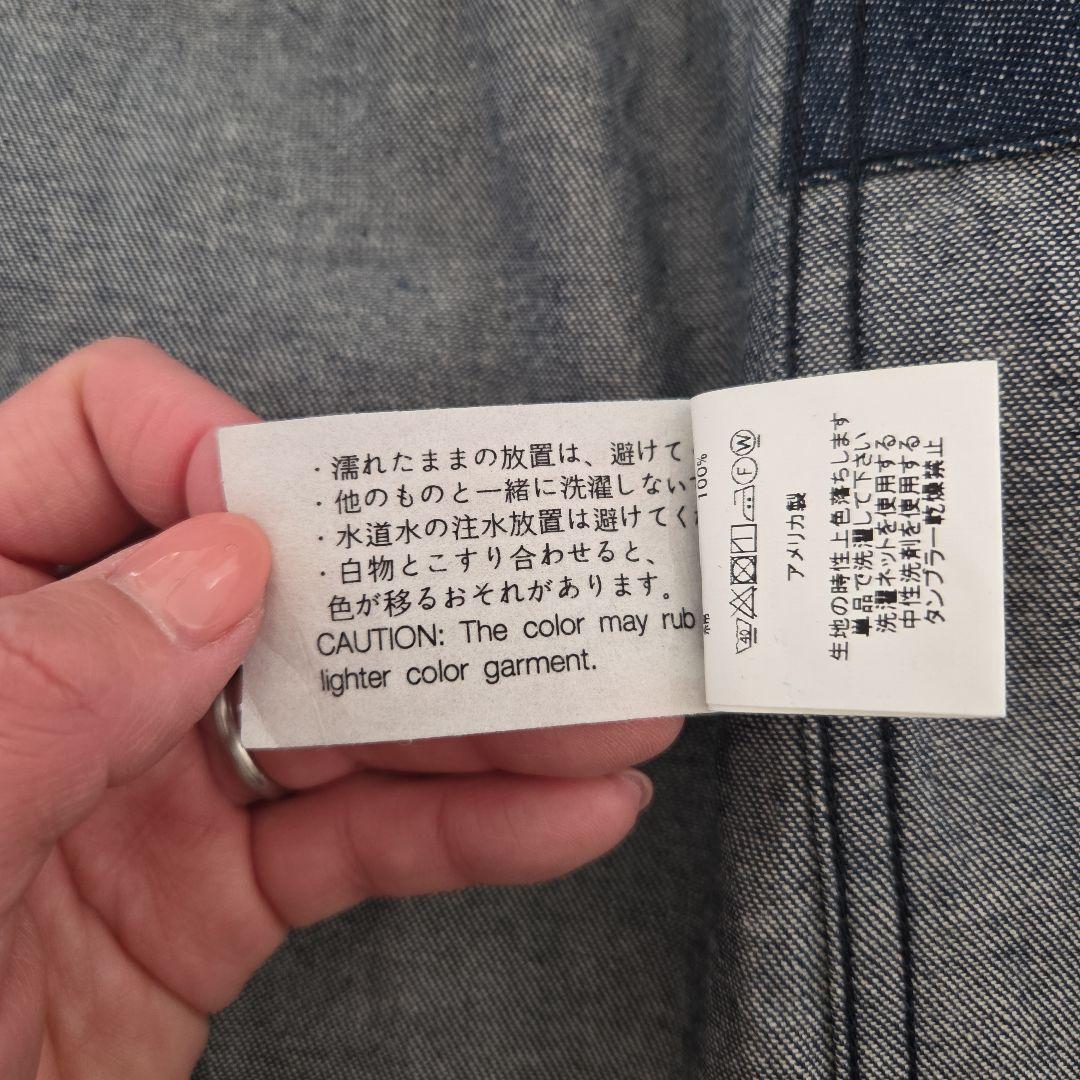 ・濡れたままの放置は、避けて
・他のものと一緒に洗濯しない
・水道水の注水放置は避けてく
・白物とこすり合わせると、
色が移るおそれがあります。
CAUTION: The color may rub
lighter color garment.
綿 100%
40 F W
アメリカ製
生地の特性上色落ちします
単品で洗濯して下さい
洗濯ネットを使用する
中性洗剤を使用する
タンブラー乾燥禁止